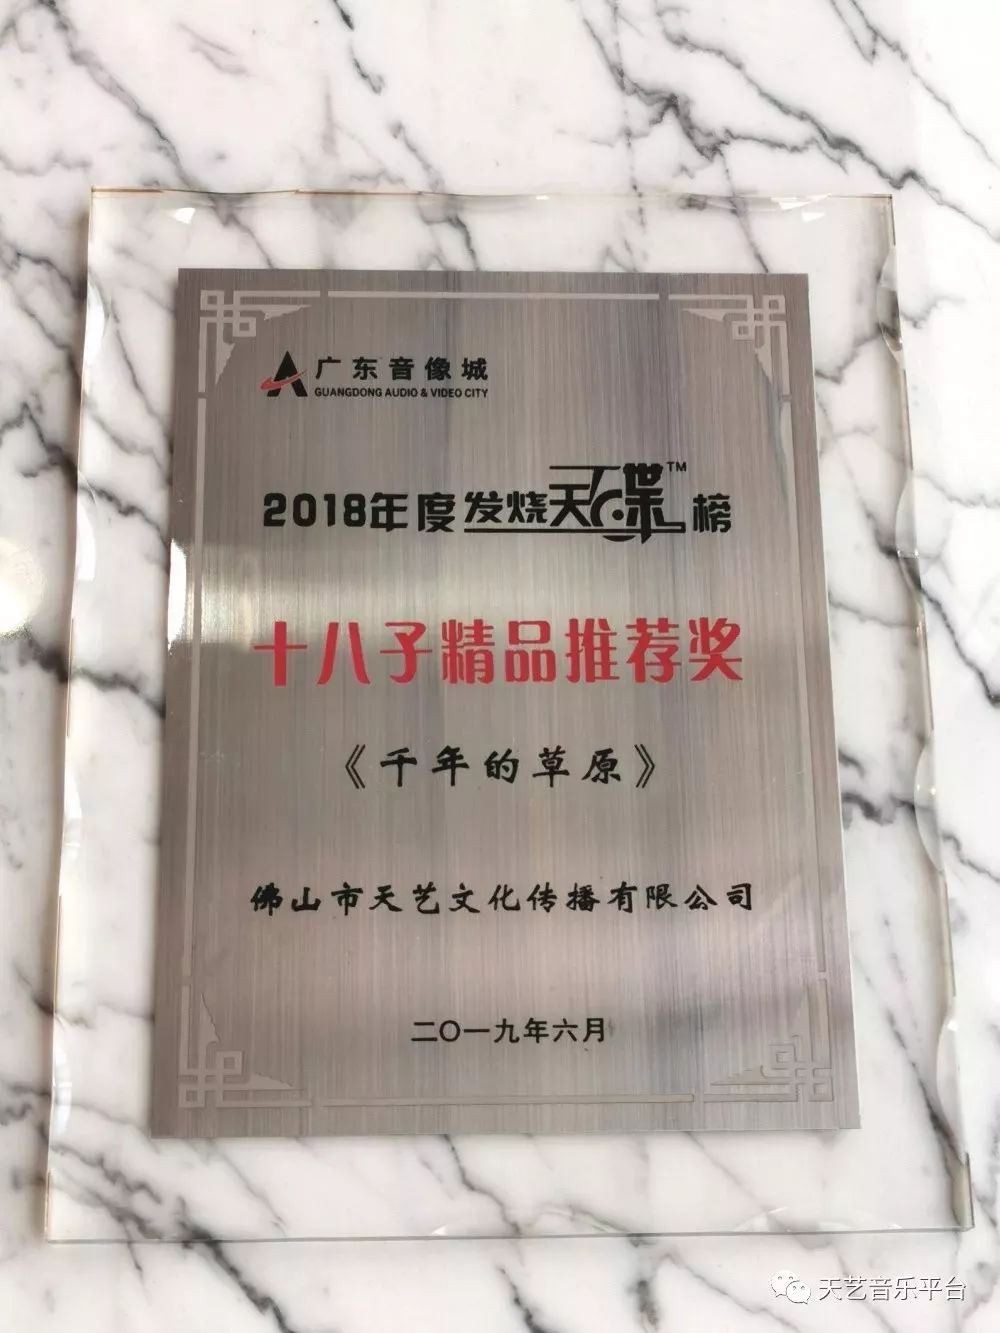 广东音像城
GUANGDONG AUDIO & VIDEO CITY
2018年度发烧天碟™榜
十八子精品推荐奖
《千年的草原》
佛山市天艺文化传播有限公司
二〇一九年六月
天艺音乐平台